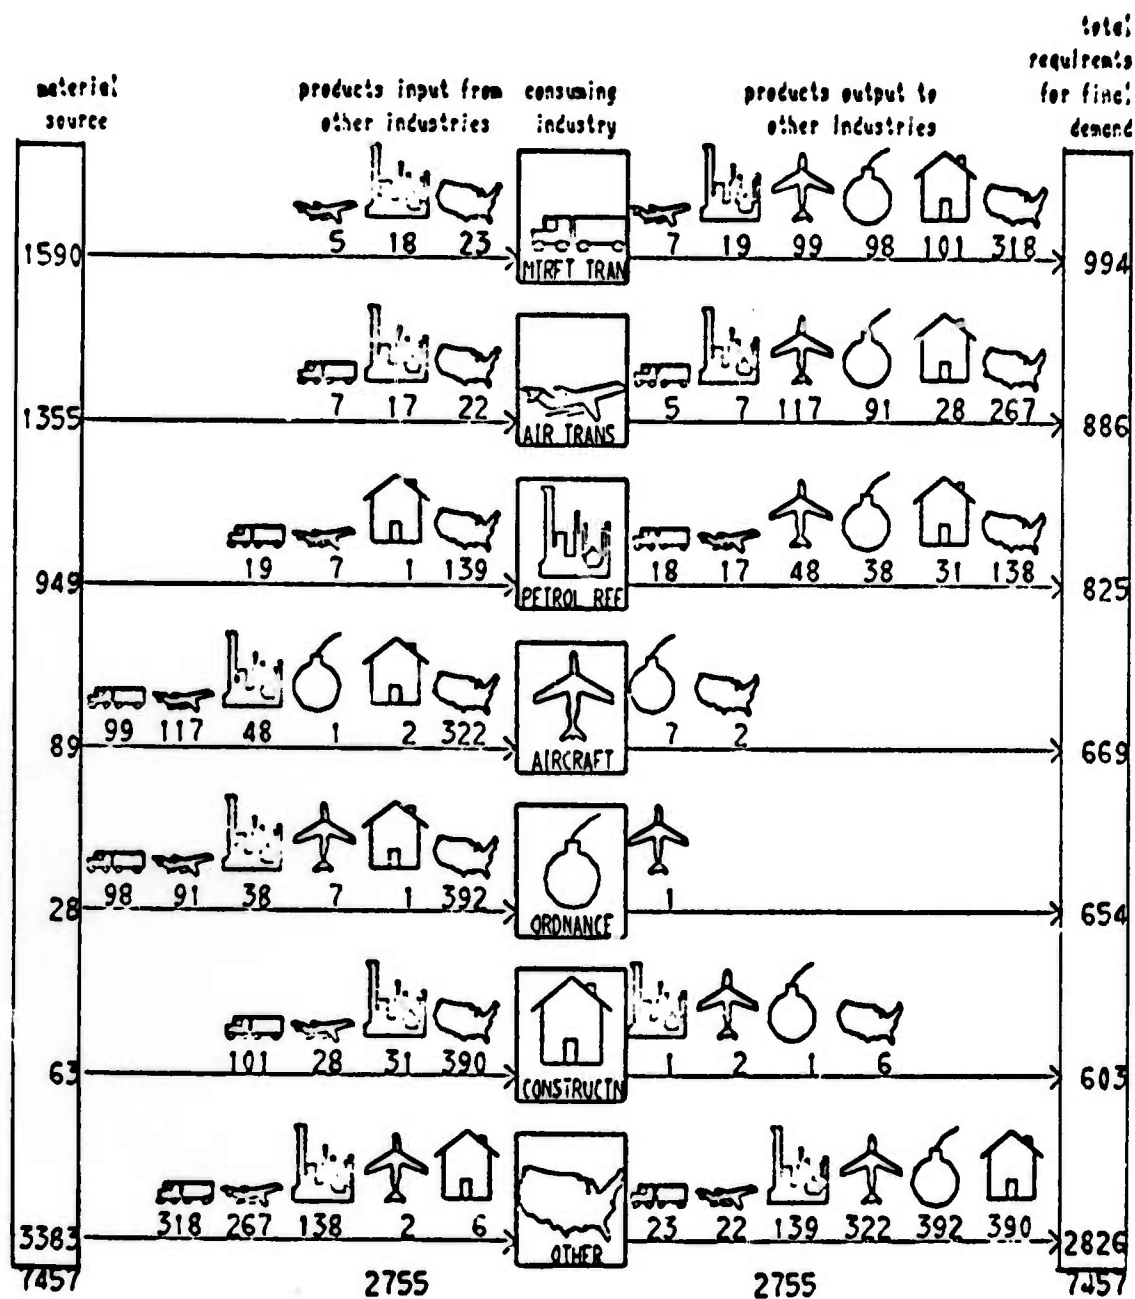 total
requiremts
material products input from consuming products output to for final
source other industries industry other Industries demand
5 18 23 7 19 99 98 101 318
1590 MTRFT TRAN 994
7 17 22 5 7 117 91 28 267
1355 AIR TRANS 886
19 7 1 139 18 17 48 38 31 138
949 PETROL REF 825
99 117 48 1 2 322 7 2
89 AIRCRAFT 669
98 91 38 7 1 392 1
28 ORDNANCE 654
101 28 31 390 1 2 1 6
63 CONSTRUCTN 603
318 267 138 2 6 23 22 139 322 392 390
3383 OTHER 2826
7457 2755 2755 7457